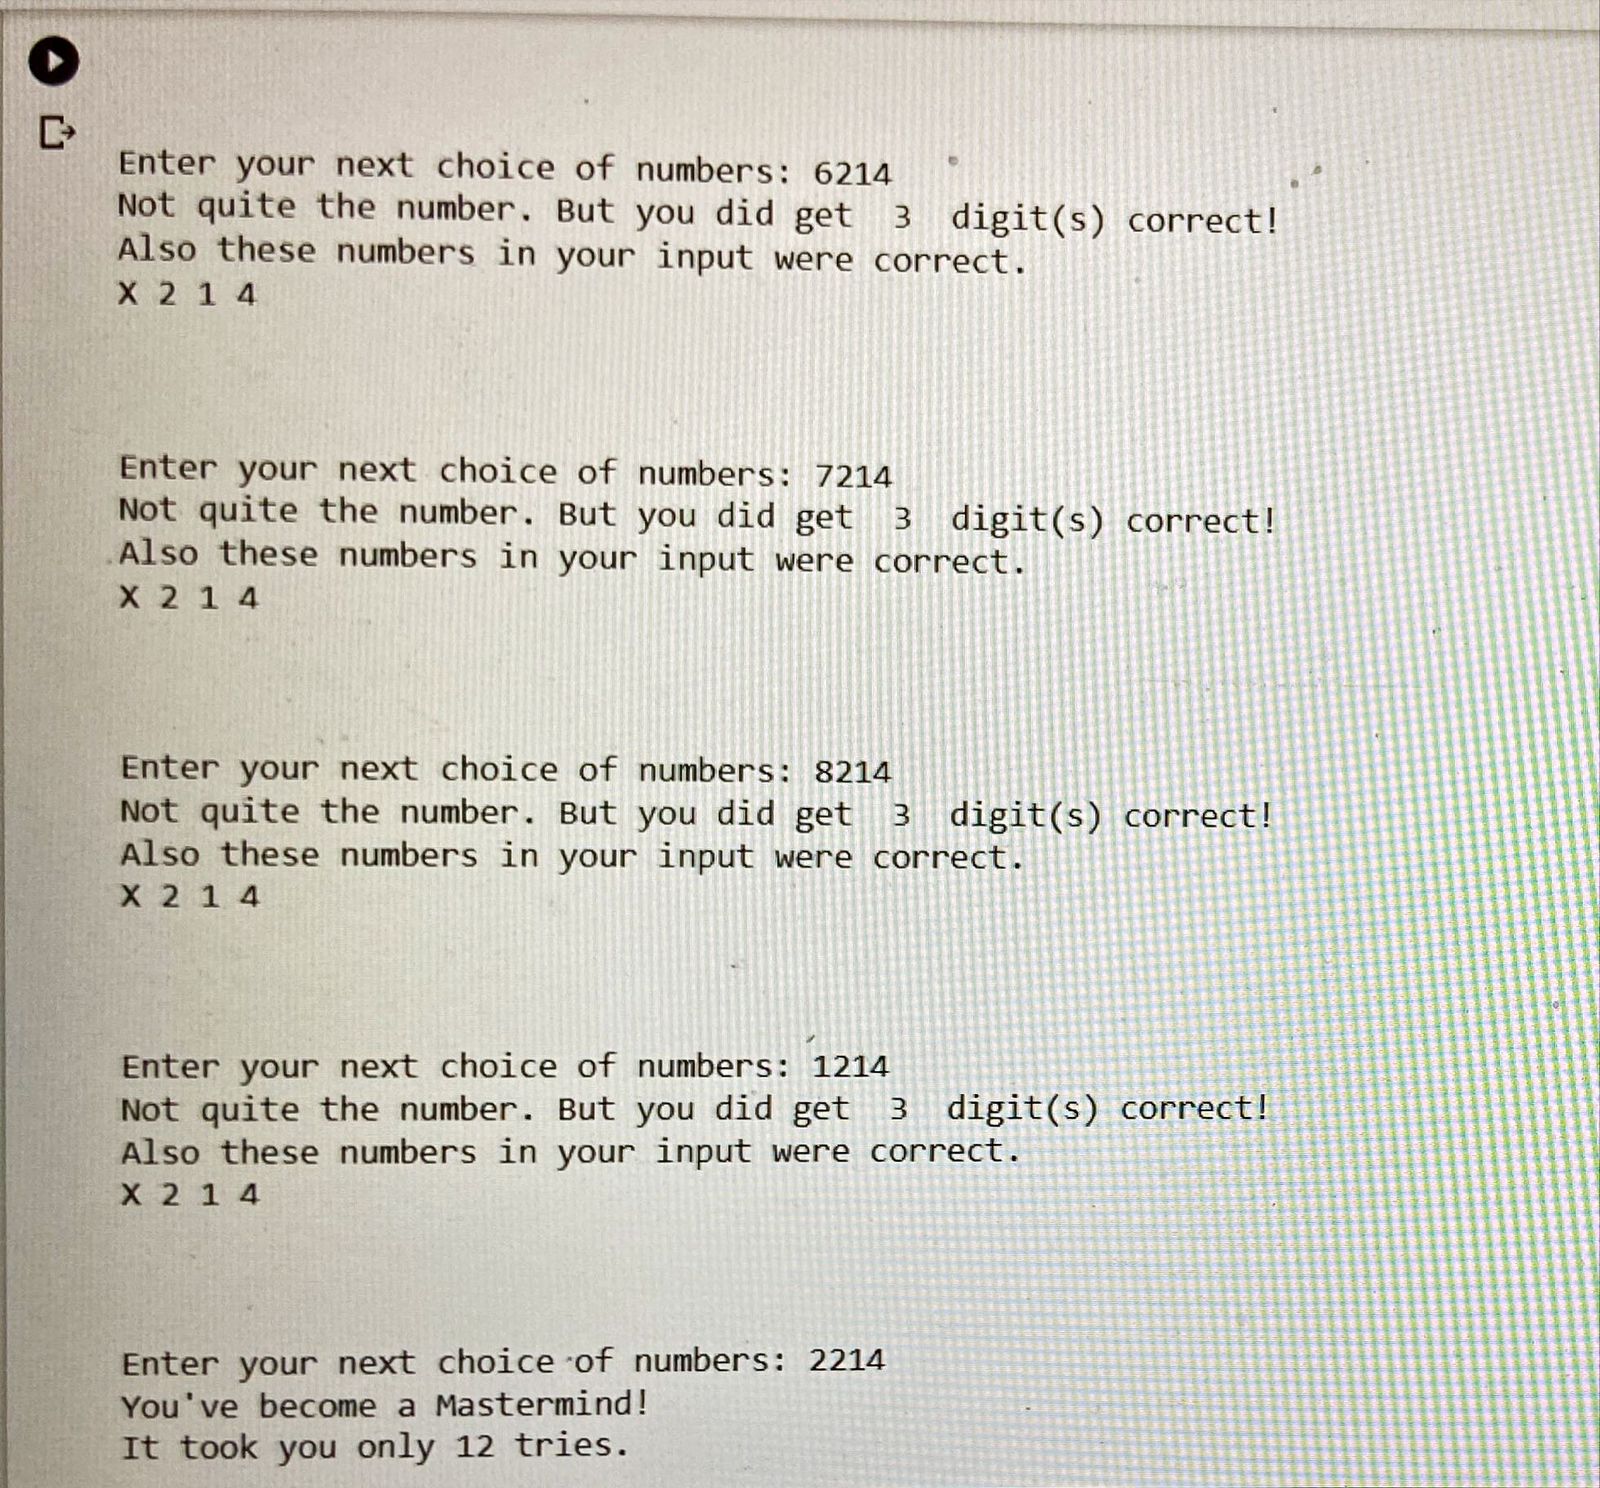 Enter your next choice of numbers: 6214
Not quite the number. But you did get  3  digit(s) correct!
Also these numbers in your input were correct.
X 2 1 4
Enter your next choice of numbers: 7214
Not quite the number. But you did get  3  digit(s) correct!
Also these numbers in your input were correct.
X 2 1 4
Enter your next choice of numbers: 8214
Not quite the number. But you did get  3  digit(s) correct!
Also these numbers in your input were correct.
X 2 1 4
Enter your next choice of numbers: 1214
Not quite the number. But you did get  3  digit(s) correct!
Also these numbers in your input were correct.
X 2 1 4
Enter your next choice of numbers: 2214
You've become a Mastermind!
It took you only 12 tries.